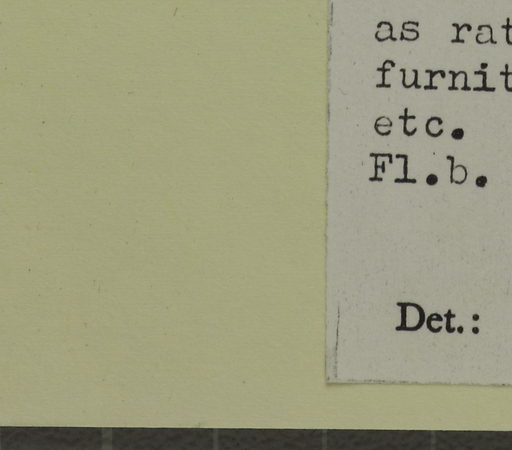 as rat
furnit
etc.
Fl.b.
Det.: